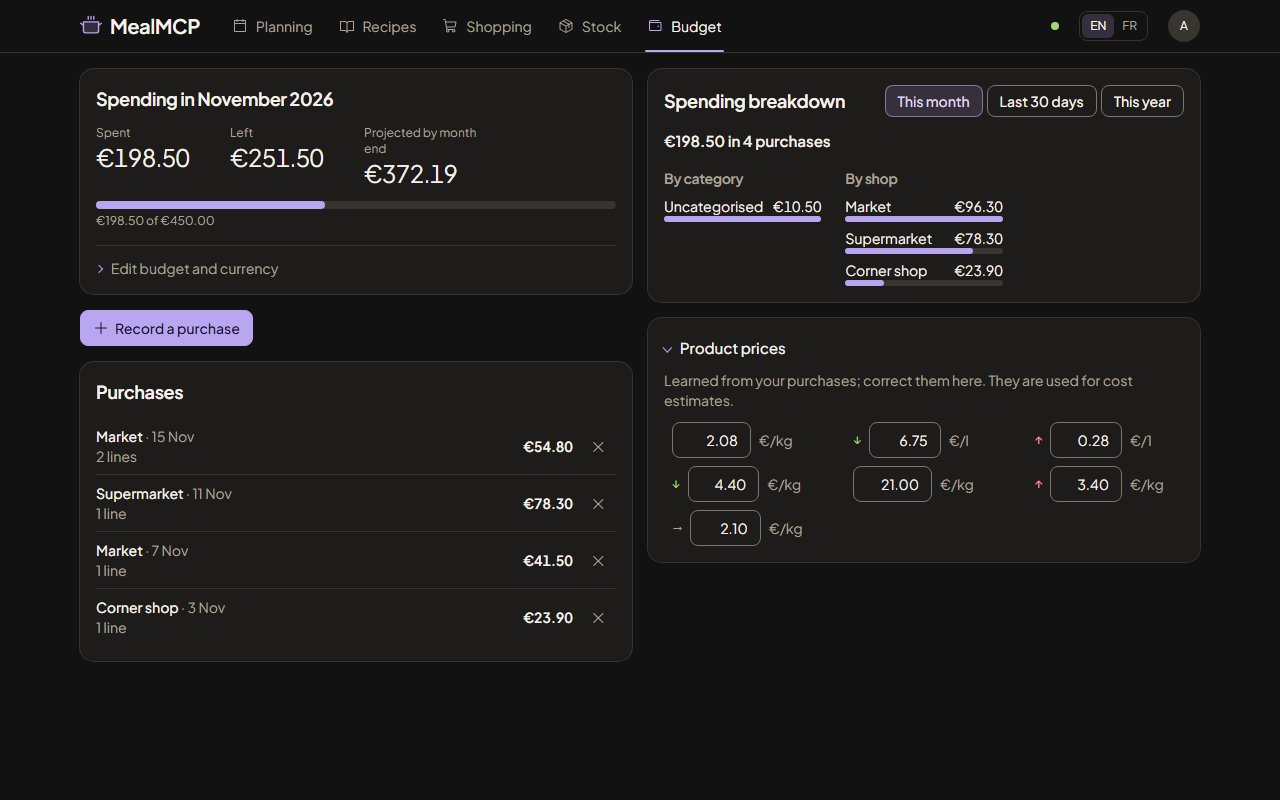 MealMCP
Planning
Recipes
Shopping
Stock
Budget
EN
FR
A
Spending in November 2026
Spent
€198.50
Left
€251.50
Projected by month
end
€372.19
€198.50 of €450.00
Edit budget and currency
Record a purchase
Purchases
Market · 15 Nov
2 lines
€54.80
Supermarket · 11 Nov
1 line
€78.30
Market · 7 Nov
1 line
€41.50
Corner shop · 3 Nov
1 line
€23.90
Spending breakdown
This month
Last 30 days
This year
€198.50 in 4 purchases
By category
Uncategorised €10.50
By shop
Market €96.30
Supermarket €78.30
Corner shop €23.90
Product prices
Learned from your purchases; correct them here. They are used for cost
estimates.
2.08 €/kg
↓ 6.75 €/l
↑ 0.28 €/1
↓ 4.40 €/kg
21.00 €/kg
↑ 3.40 €/kg
→ 2.10 €/kg